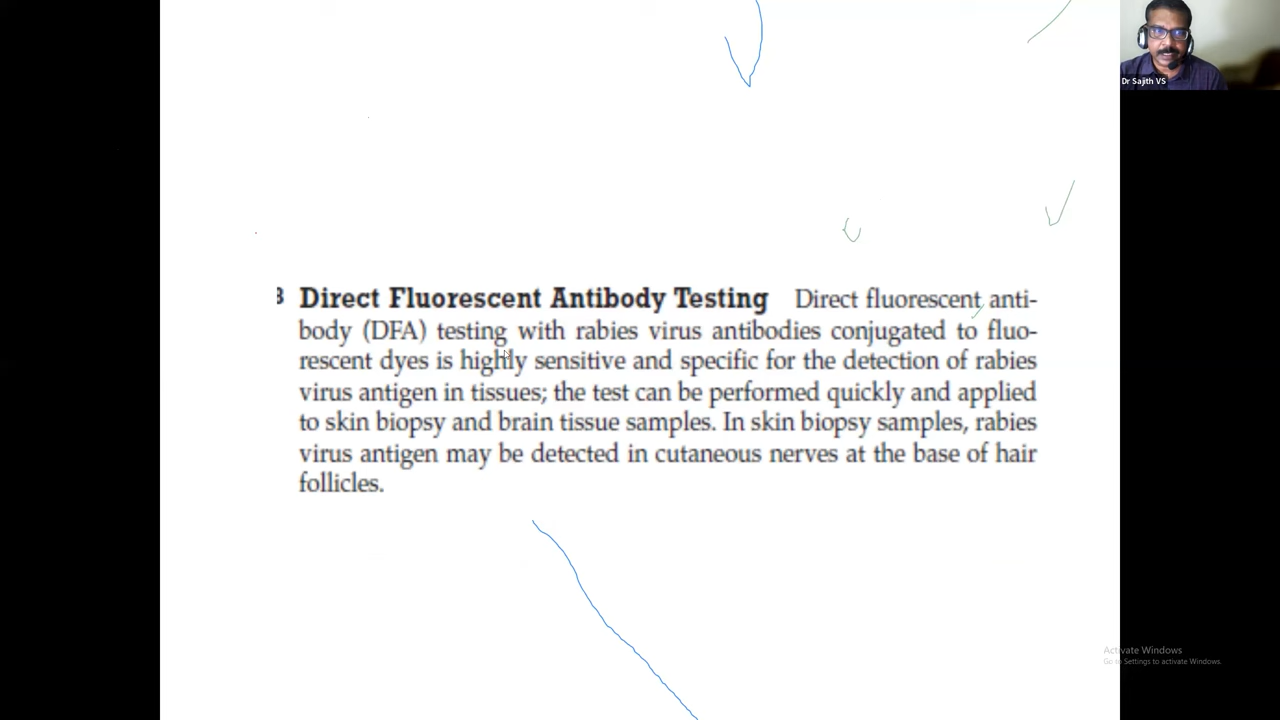 Dr Sajith VS
Direct Fluorescent Antibody Testing Direct fluorescent anti-
body (DFA) testing with rabies virus antibodies conjugated to fluo-
rescent dyes is highly sensitive and specific for the detection of rabies
virus antigen in tissues; the test can be performed quickly and applied
to skin biopsy and brain tissue samples. In skin biopsy samples, rabies
virus antigen may be detected in cutaneous nerves at the base of hair
follicles.
Activate Windows
Go to Settings to activate Windows.